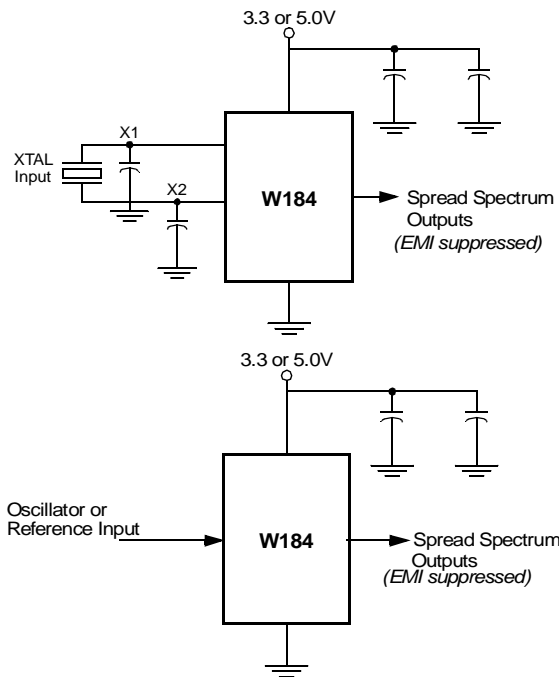 3.3 or 5.0V
X1
XTAL
Input
X2
W184
Spread Spectrum
Outputs
(EMI suppressed)
3.3 or 5.0V
Oscillator or
Reference Input
W184
Spread Spectrum
Outputs
(EMI suppressed)